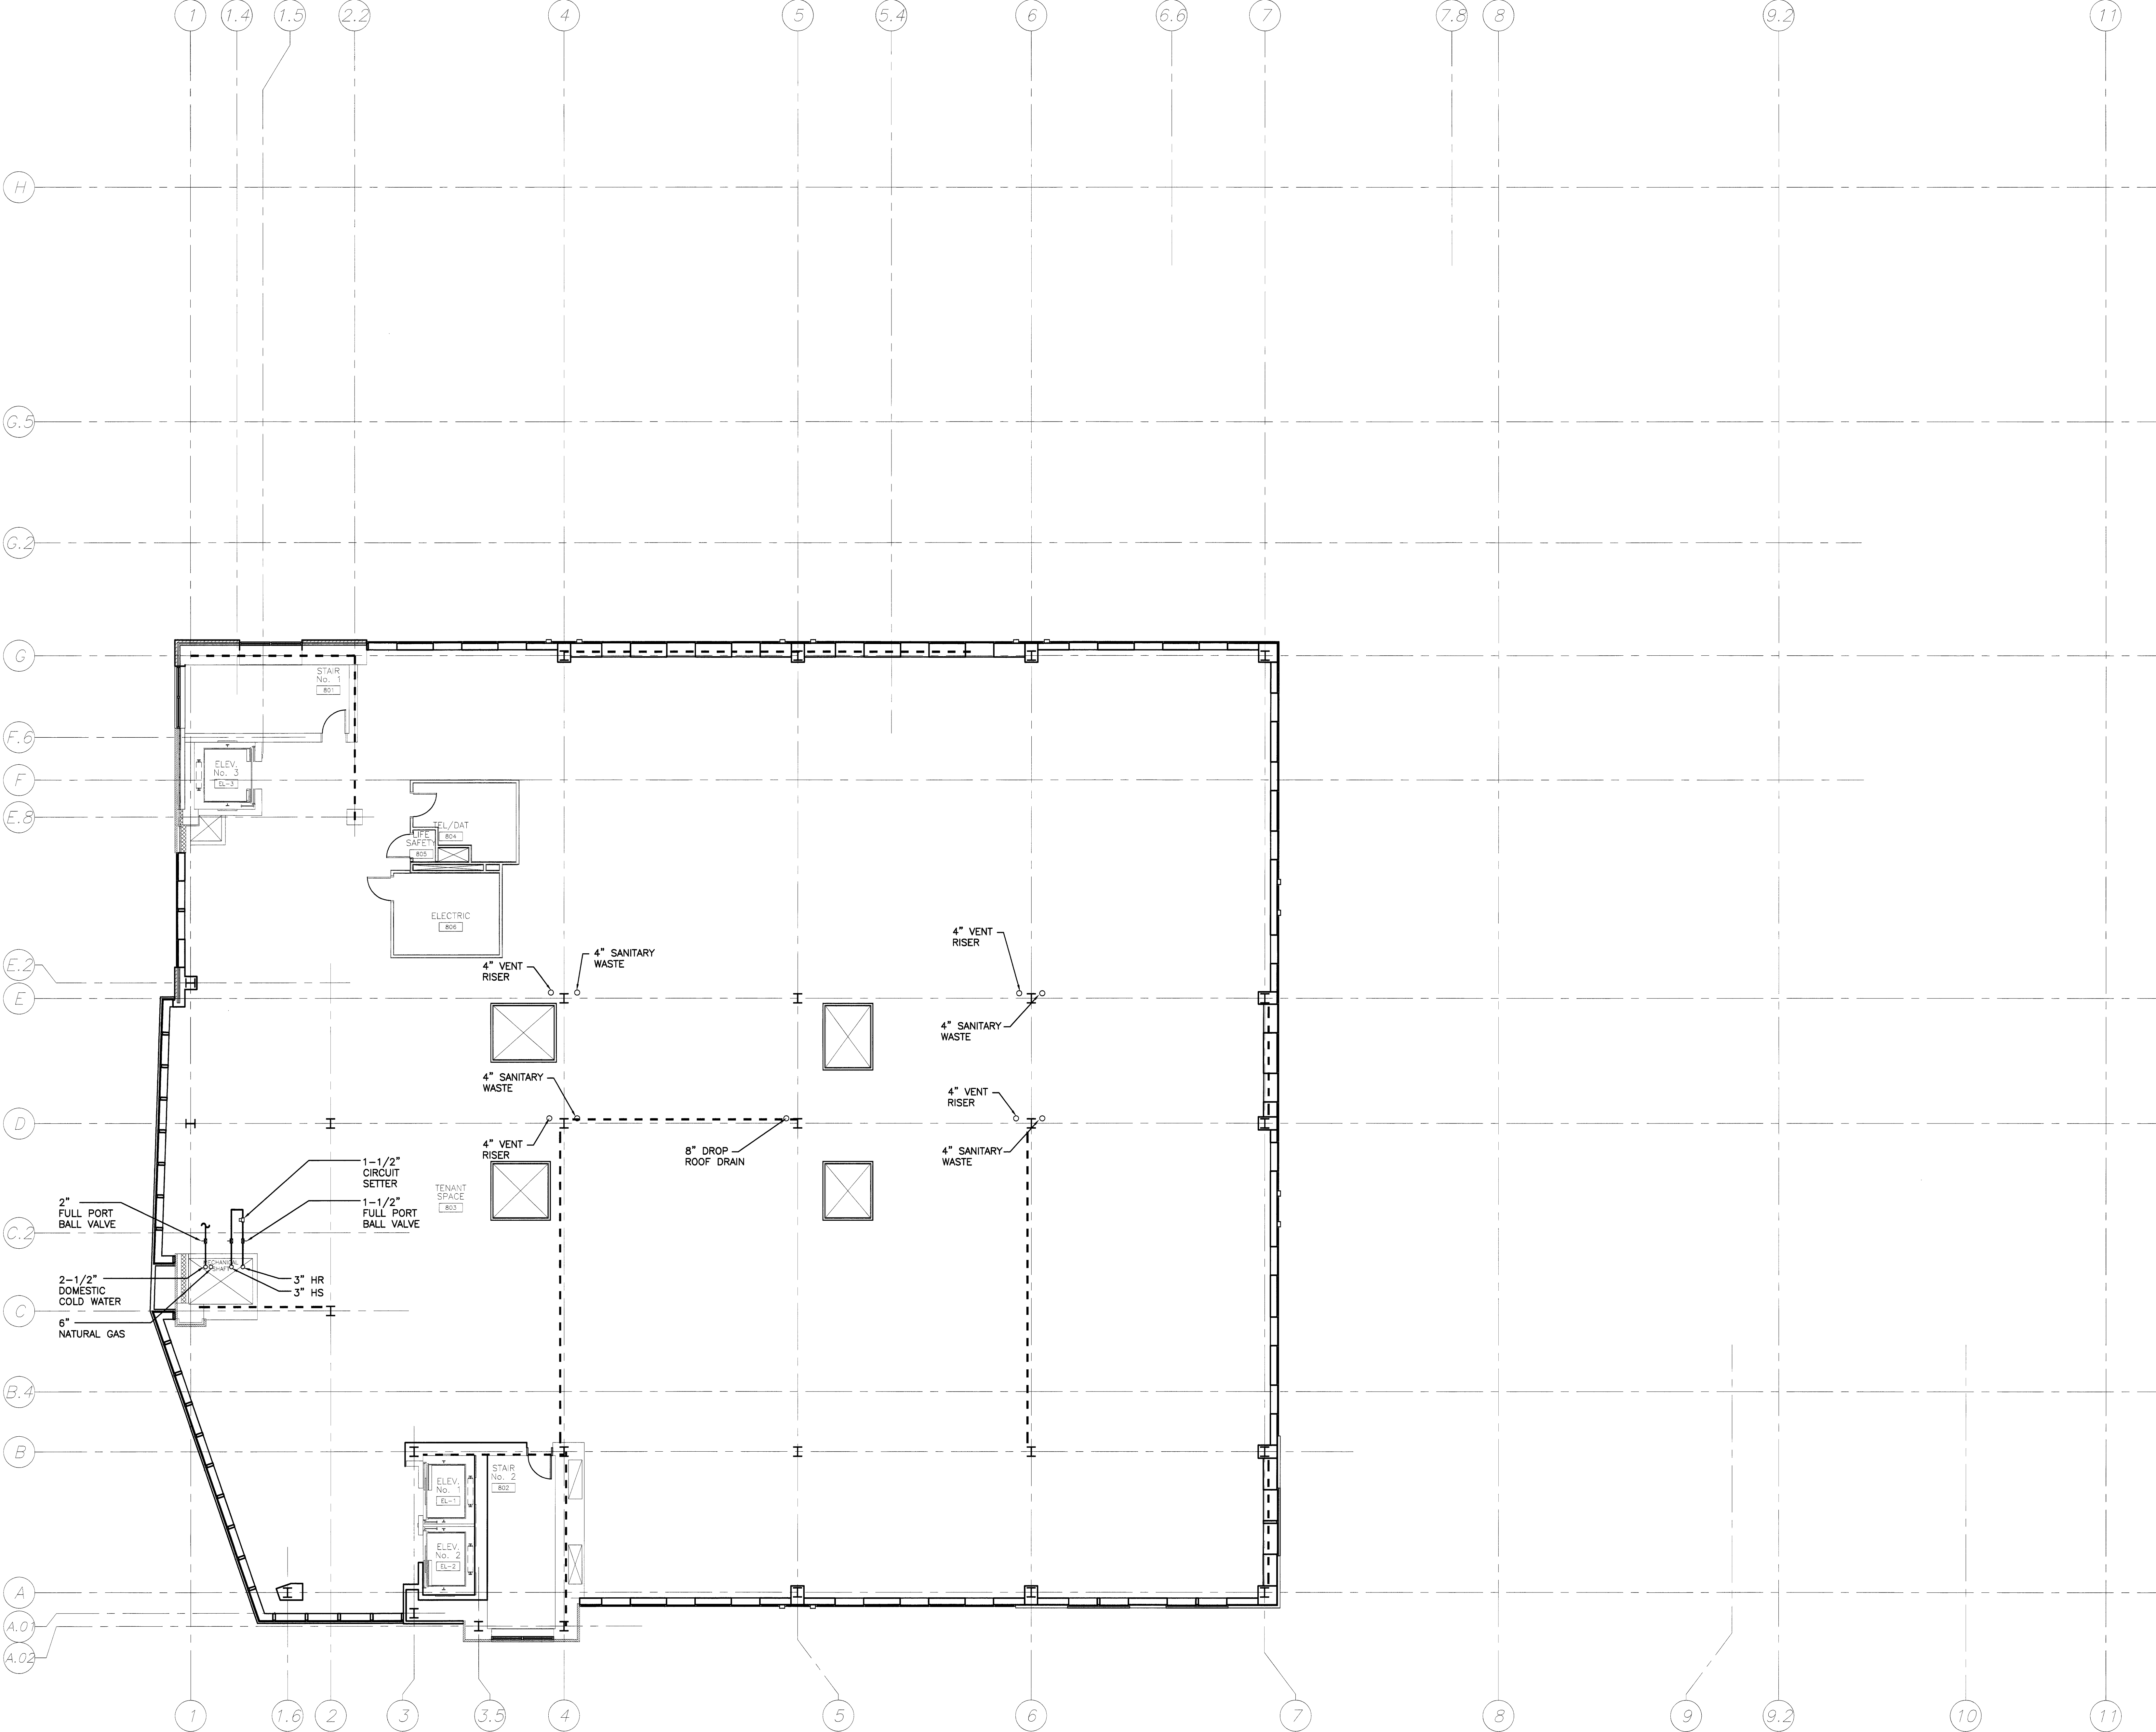 1
1.4
1.5
2.2
4
5
5.4
6
6.6
7
7.8
8
9.2
11
H
G.5
G.2
G
STAIR
No. 1
801
F.6
ELEV.
No. 3
EL-3
F
E.8
TEL/DAT
804
LIFE
SAFETY
805
ELECTRIC
806
4" VENT
RISER
4" SANITARY
WASTE
4" VENT
RISER
E.2
E
4" SANITARY
WASTE
4" SANITARY
WASTE
4" VENT
RISER
D
4" VENT
RISER
8" DROP
ROOF DRAIN
4" SANITARY
WASTE
1-1/2"
CIRCUIT
SETTER
TENANT
SPACE
803
2"
FULL PORT
BALL VALVE
1-1/2"
FULL PORT
BALL VALVE
C.2
MECHANICAL
SHAFT
2-1/2"
DOMESTIC
COLD WATER
3" HR
3" HS
C
6"
NATURAL GAS
B.4
B
STAIR
No. 2
802
ELEV.
No. 1
EL-1
ELEV.
No. 2
EL-2
A
A.01
A.02
1
1.6
2
3
3.5
4
5
6
7
8
9
9.2
10
11